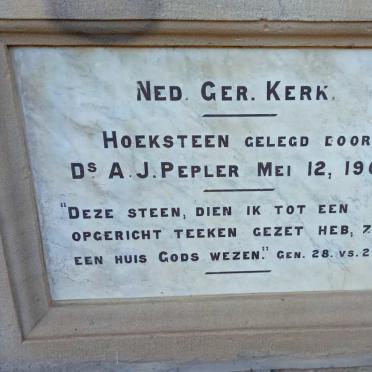 NED. GER. KERK.
HOEKSTEEN GELEGD DOOR
DS A.J. PEPLER MEI 12,
"DEZE STEEN, DIEN IK TOT EEN
OPGERICHT TEEKEN GEZET HEB,
EEN HUIS GODS WEZEN." GEN. 28. VS. 2